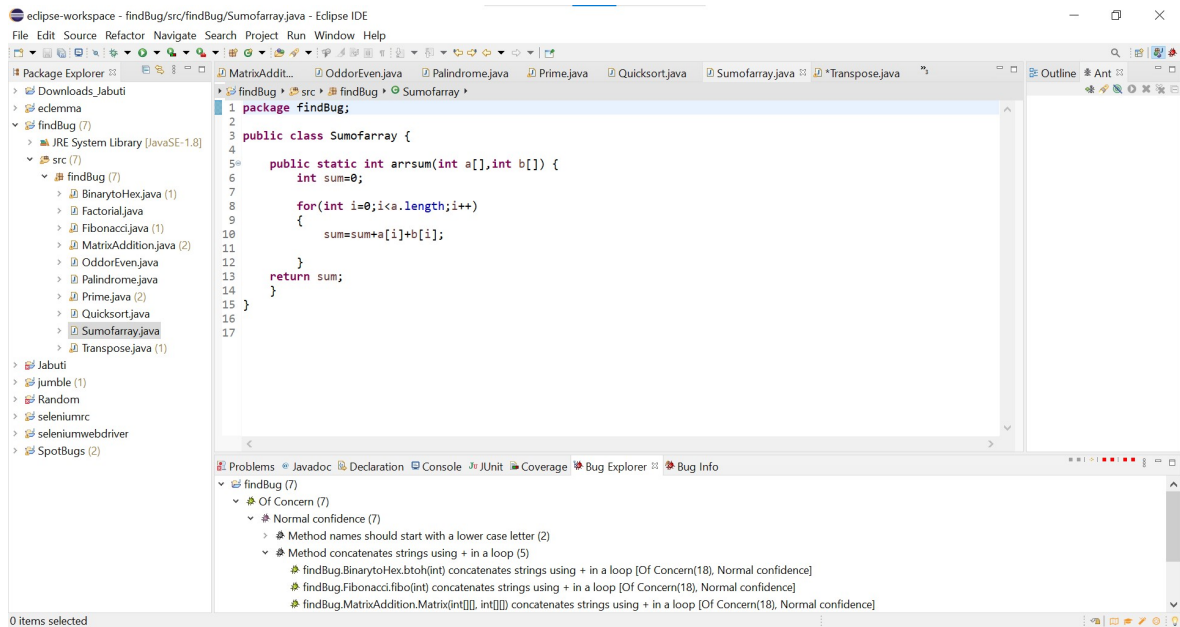 eclipse-workspace - findBug/src/findBug/Sumofarray.java - Eclipse IDE
File Edit Source Refactor Navigate Search Project Run Window Help
Package Explorer
Downloads_Jabuti
eclemma
findBug (7)
JRE System Library [JavaSE-1.8]
src (7)
findBug (7)
BinarytoHex.java (1)
Factorial.java
Fibonacci.java (1)
MatrixAddition.java (2)
OddorEven.java
Palindrome.java
Prime.java (2)
Quicksort.java
Sumofarray.java
Transpose.java (1)
Jabuti
jumble (1)
Random
seleniumrc
seleniumwebdriver
SpotBugs (2)
MatrixAddit... OddorEven.java Palindrome.java Prime.java Quicksort.java Sumofarray.java *Transpose.java »1
findBug src findBug Sumofarray
1 package findBug;
2
3 public class Sumofarray {
4
5 public static int arrsum(int a[],int b[]) {
6 int sum=0;
7
8 for(int i=0;i<a.length;i++)
9 {
10 sum=sum+a[i]+b[i];
11
12 }
13 return sum;
14 }
15 }
16
17
Outline Ant
Problems Javadoc Declaration Console JUnit Coverage Bug Explorer Bug Info
findBug (7)
Of Concern (7)
Normal confidence (7)
Method names should start with a lower case letter (2)
Method concatenates strings using + in a loop (5)
findBug.BinarytoHex.btoh(int) concatenates strings using + in a loop [Of Concern(18), Normal confidence]
findBug.Fibonacci.fibo(int) concatenates strings using + in a loop [Of Concern(18), Normal confidence]
findBug.MatrixAddition.Matrix(int[][], int[][]) concatenates strings using + in a loop [Of Concern(18), Normal confidence]
0 items selected